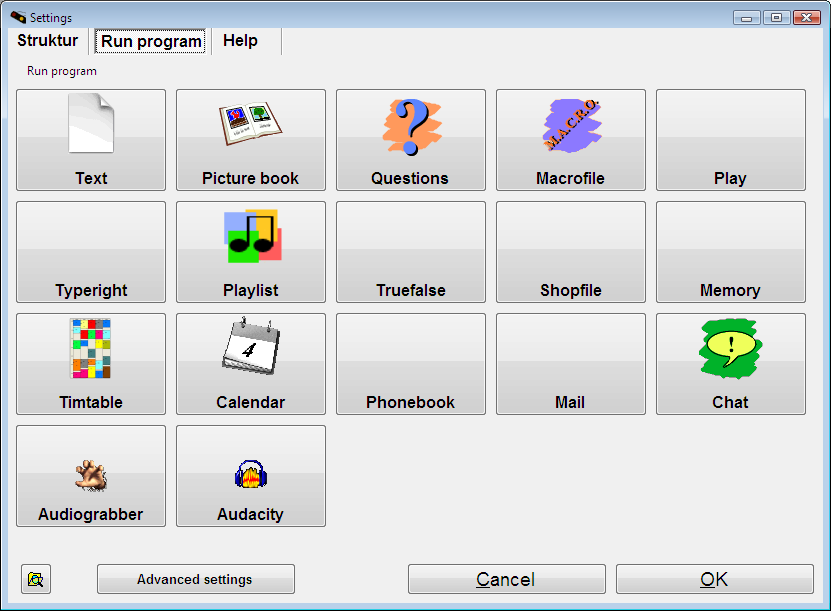 Settings
Struktur Run program Help
Run program
Text Picture book Questions M.A.C.R.O. Macrofile Play
Typeright Playlist Truefalse Shopfile Memory
Timtable 4 Calendar Phonebook Mail ! Chat
Audiograbber Audacity
Advanced settings Cancel OK